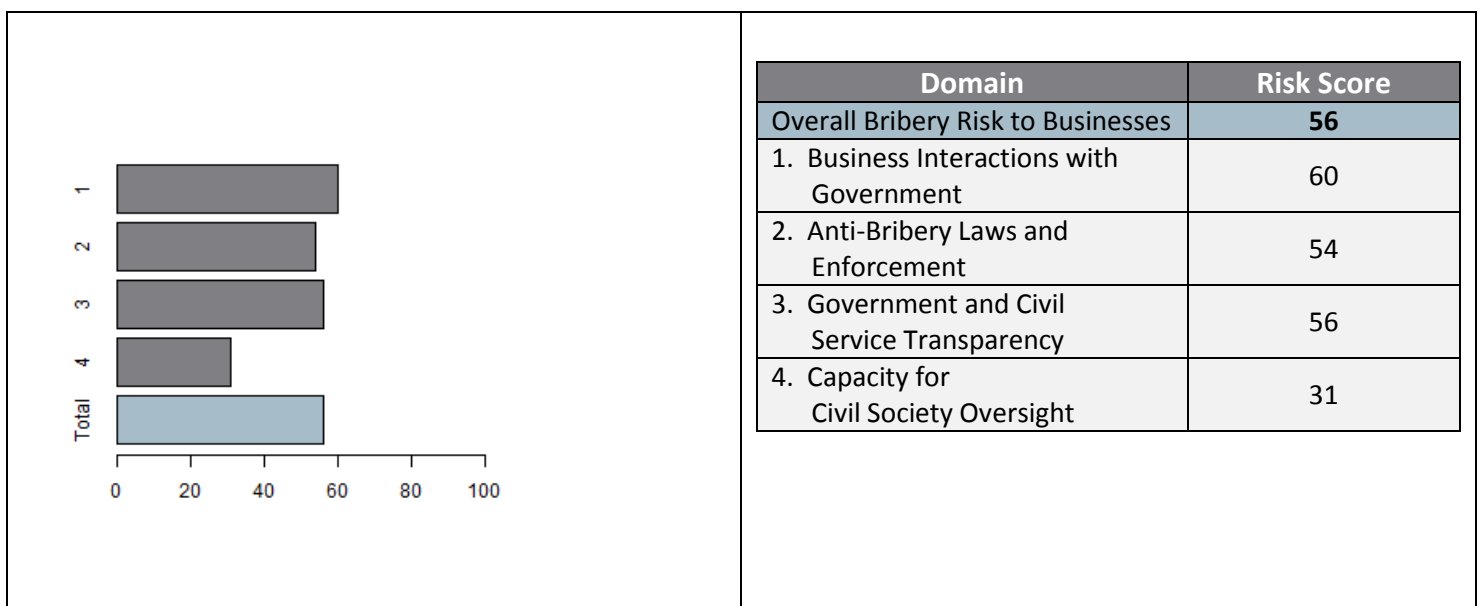 1
2
3
4
Total
0 20 40 60 80 100
Domain Risk Score
Overall Bribery Risk to Businesses 56
1. Business Interactions with
Government
60
2. Anti-Bribery Laws and
Enforcement
54
3. Government and Civil
Service Transparency
56
4. Capacity for
Civil Society Oversight
31